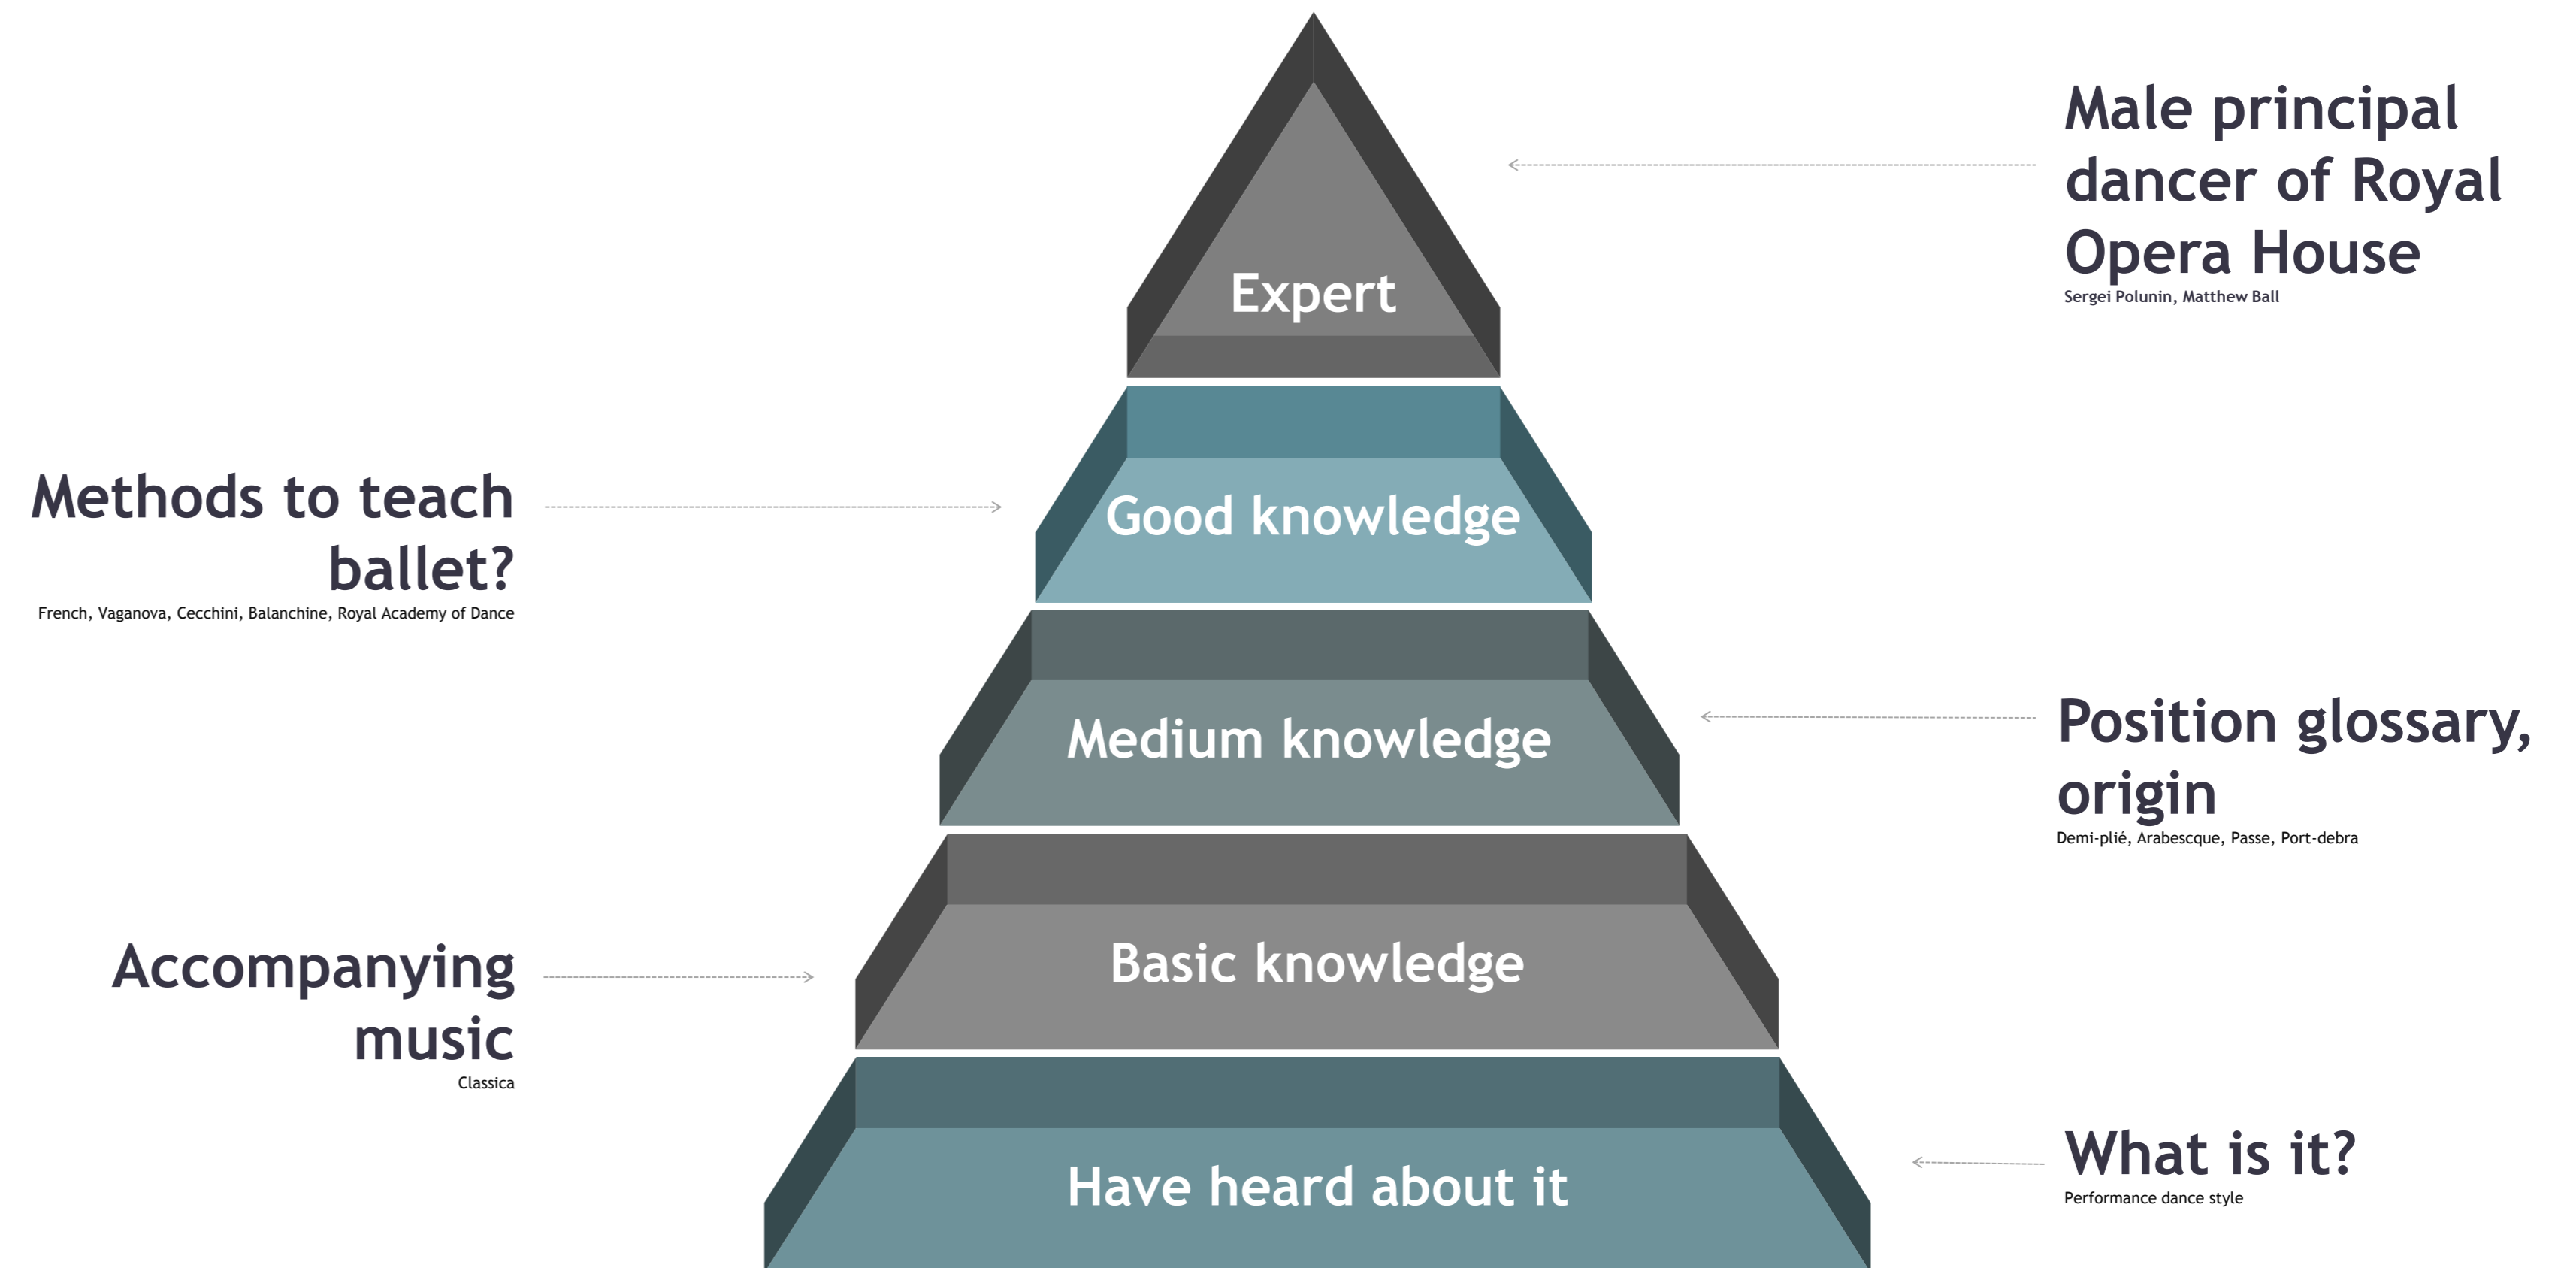 Male principal
dancer of Royal
Opera House
Sergei Polunin, Matthew Ball
Expert
Methods to teach
ballet?
French, Vaganova, Cecchini, Balanchine, Royal Academy of Dance
Good knowledge
Position glossary,
origin
Demi-plié, Arabescque, Passe, Port-debra
Medium knowledge
Accompanying
music
Classica
Basic knowledge
What is it?
Performance dance style
Have heard about it